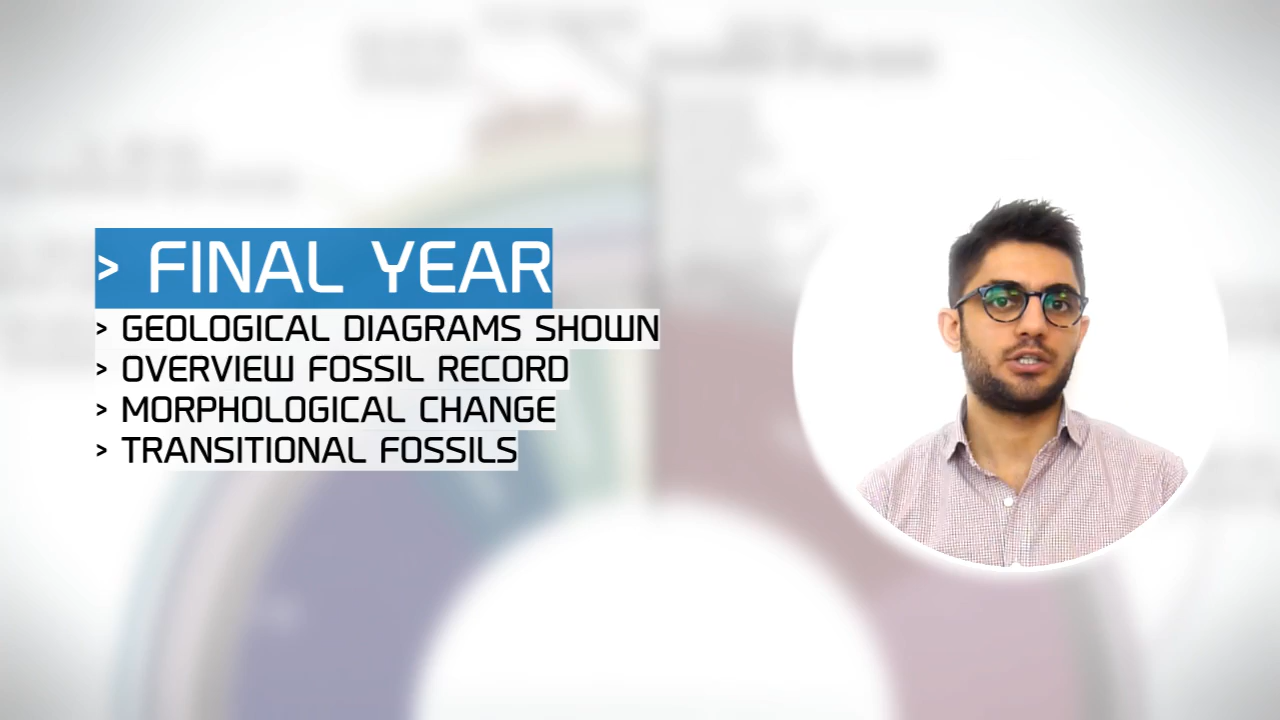 > FINAL YEAR
> GEOLOGICAL DIAGRAMS SHOWN
> OVERVIEW FOSSIL RECORD
> MORPHOLOGICAL CHANGE
> TRANSITIONAL FOSSILS